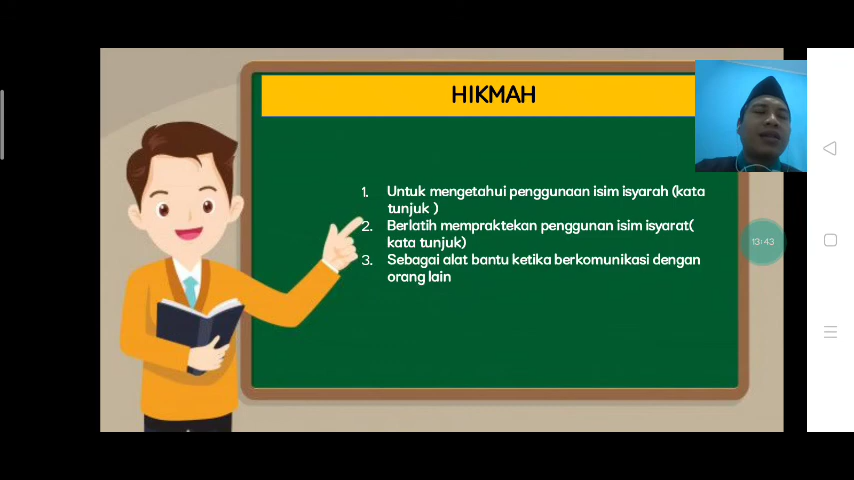 HIKMAH
1. Untuk mengetahui penggunaan isim isyarah (kata
tunjuk )
2. Berlatih mempraktekan penggunan isim isyarat(
kata tunjuk)
3. Sebagai alat bantu ketika berkomunikasi dengan
orang lain
13:43